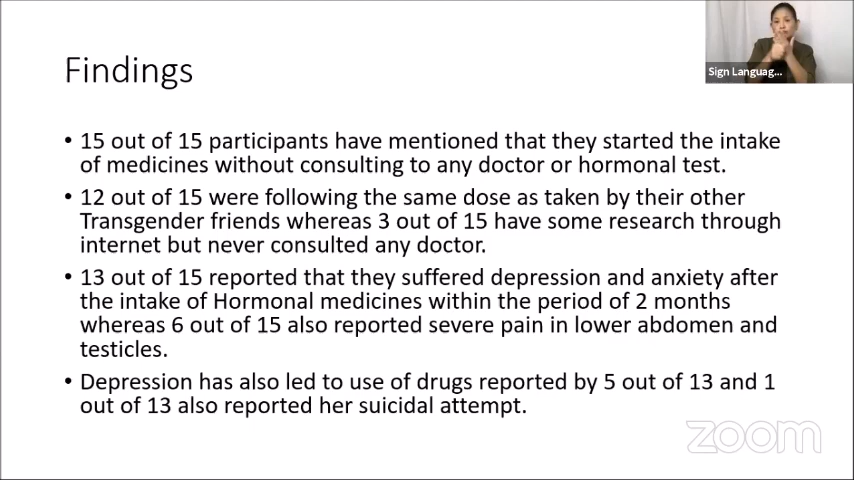 Findings
Sign Languag...
• 15 out of 15 participants have mentioned that they started the intake
of medicines without consulting to any doctor or hormonal test.
• 12 out of 15 were following the same dose as taken by their other
Transgender friends whereas 3 out of 15 have some research through
internet but never consulted any doctor.
• 13 out of 15 reported that they suffered depression and anxiety after
the intake of Hormonal medicines within the period of 2 months
whereas 6 out of 15 also reported severe pain in lower abdomen and
testicles.
• Depression has also led to use of drugs reported by 5 out of 13 and 1
out of 13 also reported her suicidal attempt.
zoom